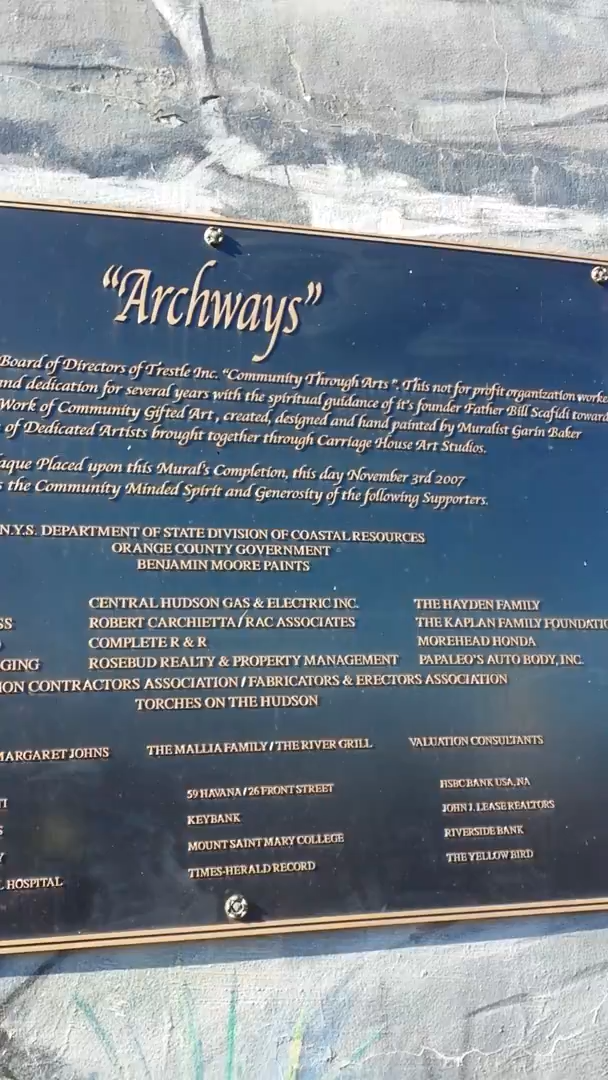 "Archways"
Board of Directors of Trestle Inc. "Community Through Arts". This not for profit organization
and dedication for several years with the spiritual guidance of it's founder Father Bill Scafidi
Work of Community Gifted Art, created, designed and hand painted by Muralist Garin Baker
of Dedicated Artists brought together through Carriage House Art Studios.
Placed upon this Mural's Completion, this day November 3rd 2007
the Community Minded Spirit and Generosity of the following Supporters.
N.Y.S. DEPARTMENT OF STATE DIVISION OF COASTAL RESOURCES
ORANGE COUNTY GOVERNMENT
BENJAMIN MOORE PAINTS
CENTRAL HUDSON GAS & ELECTRIC INC. THE HAYDEN FAMILY
ROBERT CARCHIETTA / RAC ASSOCIATES THE KAPLAN FAMILY
COMPLETE R & R MOREHEAD HONDA
ROSEBUD REALTY & PROPERTY MANAGEMENT PAPALEO'S AUTO BODY, INC.
CONTRACTORS ASSOCIATION / FABRICATORS & ERECTORS ASSOCIATION
TORCHES ON THE HUDSON
MARGARET JOHNS THE MALLIA FAMILY / THE RIVER GRILL VALUATION CONSULTANTS
59 HAVANA / 26 FRONT STREET HSBC BANK USA, NA
KEYBANK JOHN J. LEASE REALTORS
MOUNT SAINT MARY COLLEGE RIVERSIDE BANK
HOSPITAL TIMES-HERALD RECORD THE YELLOW BIRD